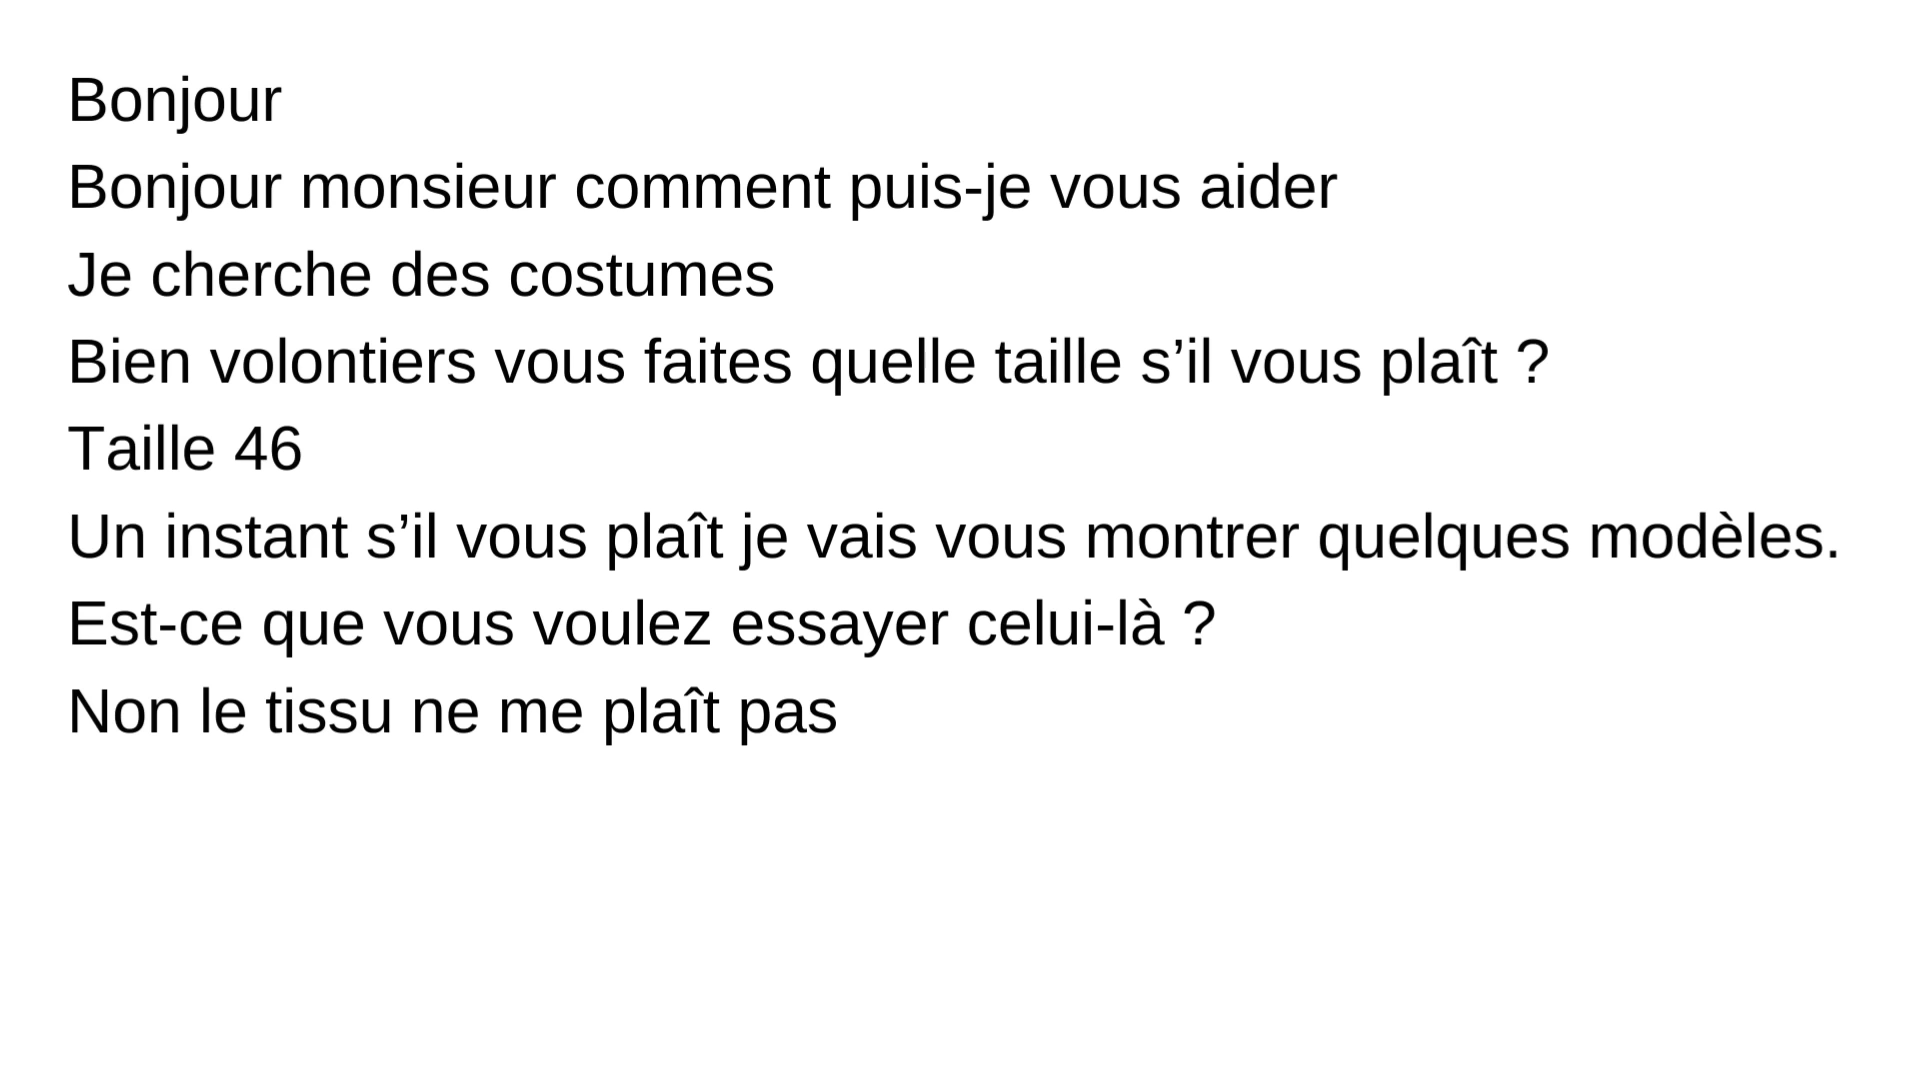 Bonjour
Bonjour monsieur comment puis-je vous aider
Je cherche des costumes
Bien volontiers vous faites quelle taille s’il vous plaît ?
Taille 46
Un instant s’il vous plaît je vais vous montrer quelques modèles.
Est-ce que vous voulez essayer celui-là ?
Non le tissu ne me plaît pas